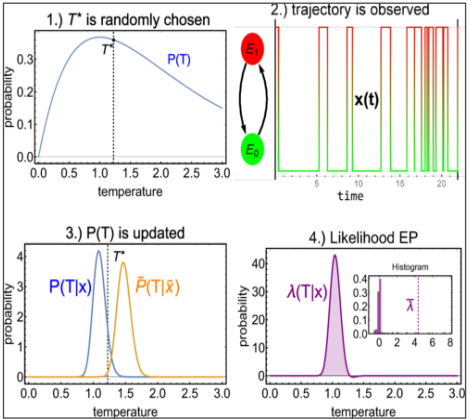 1.) T* is randomly chosen
probability
0.3
0.2
0.1
0.0
T*
P(T)
0.0 0.5 1.0 1.5 2.0 2.5 3.0
temperature
2.) trajectory is observed
E₁
E₀
x(t)
5 10 15 20
time
3.) P(T) is updated
probability
4
3
2
1
0
T*
P(T|x)
P̃(T|x̃)
0.0 0.5 1.0 1.5 2.0 2.5 3.0
temperature
4.) Likelihood EP
probability
40
30
20
10
0
λ(T|x)
Histogram
0.4
0.3
0.2
0.1
0.0
λ̅
0 2 4 6 8
0.0 0.5 1.0 1.5 2.0 2.5 3.0
temperature